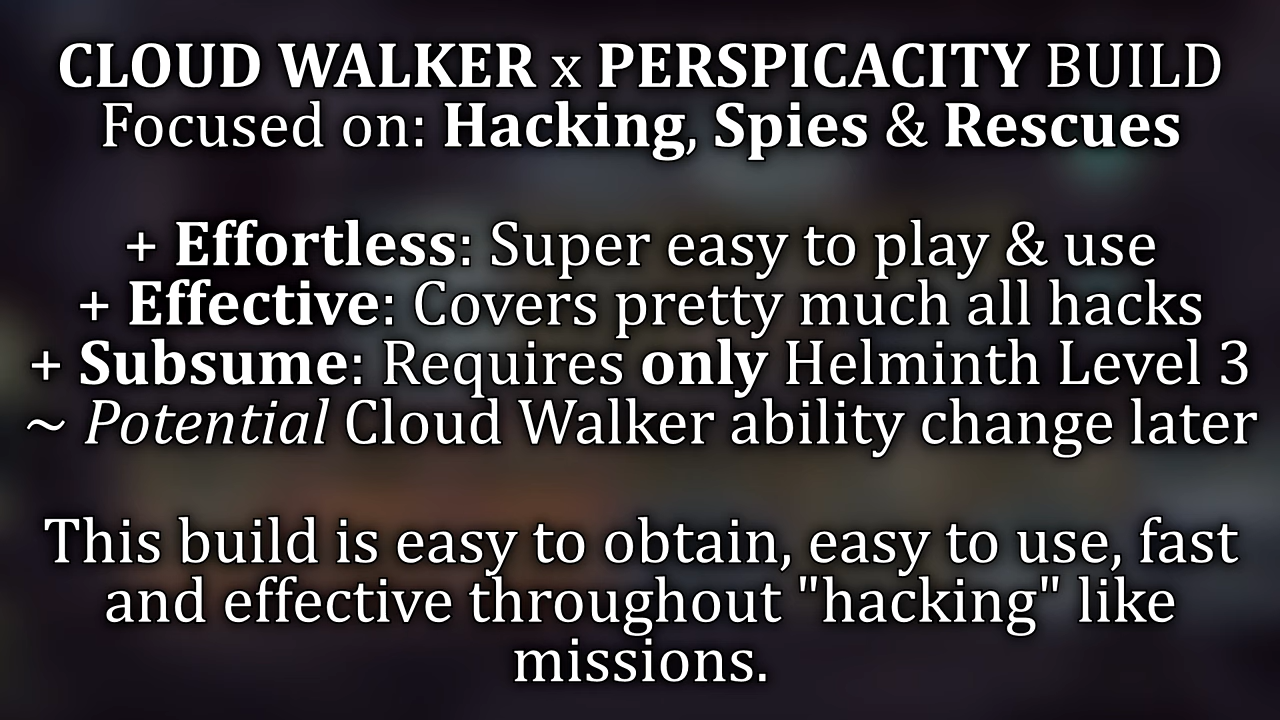 CLOUD WALKER x PERSPICACITY BUILD
Focused on: Hacking, Spies & Rescues
+ Effortless: Super easy to play & use
+ Effective: Covers pretty much all hacks
+ Subsume: Requires only Helminth Level 3
~ Potential Cloud Walker ability change later
This build is easy to obtain, easy to use, fast
and effective throughout "hacking" like
missions.